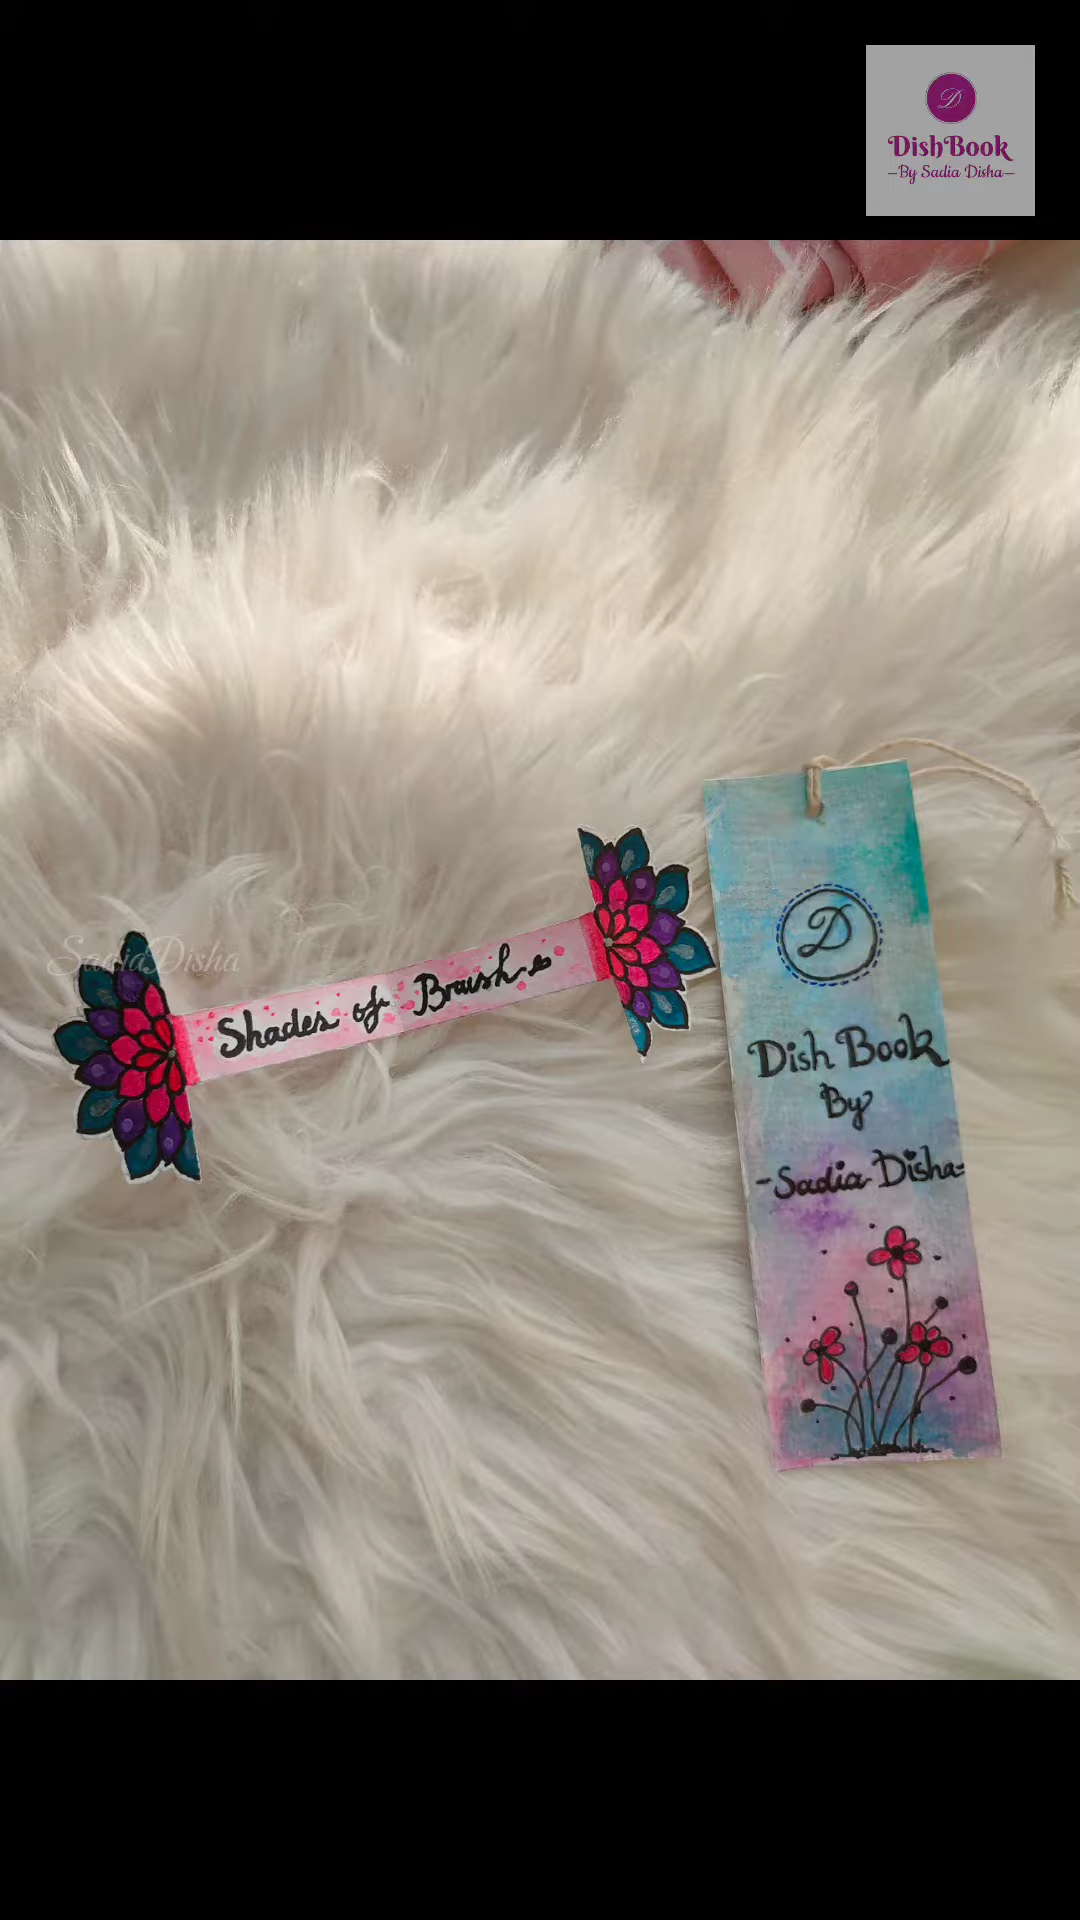 D
DishBook
—By Sadia Disha—
SadiaDisha
Shades of Brush
D
Dish Book
By
-Sadia Disha-